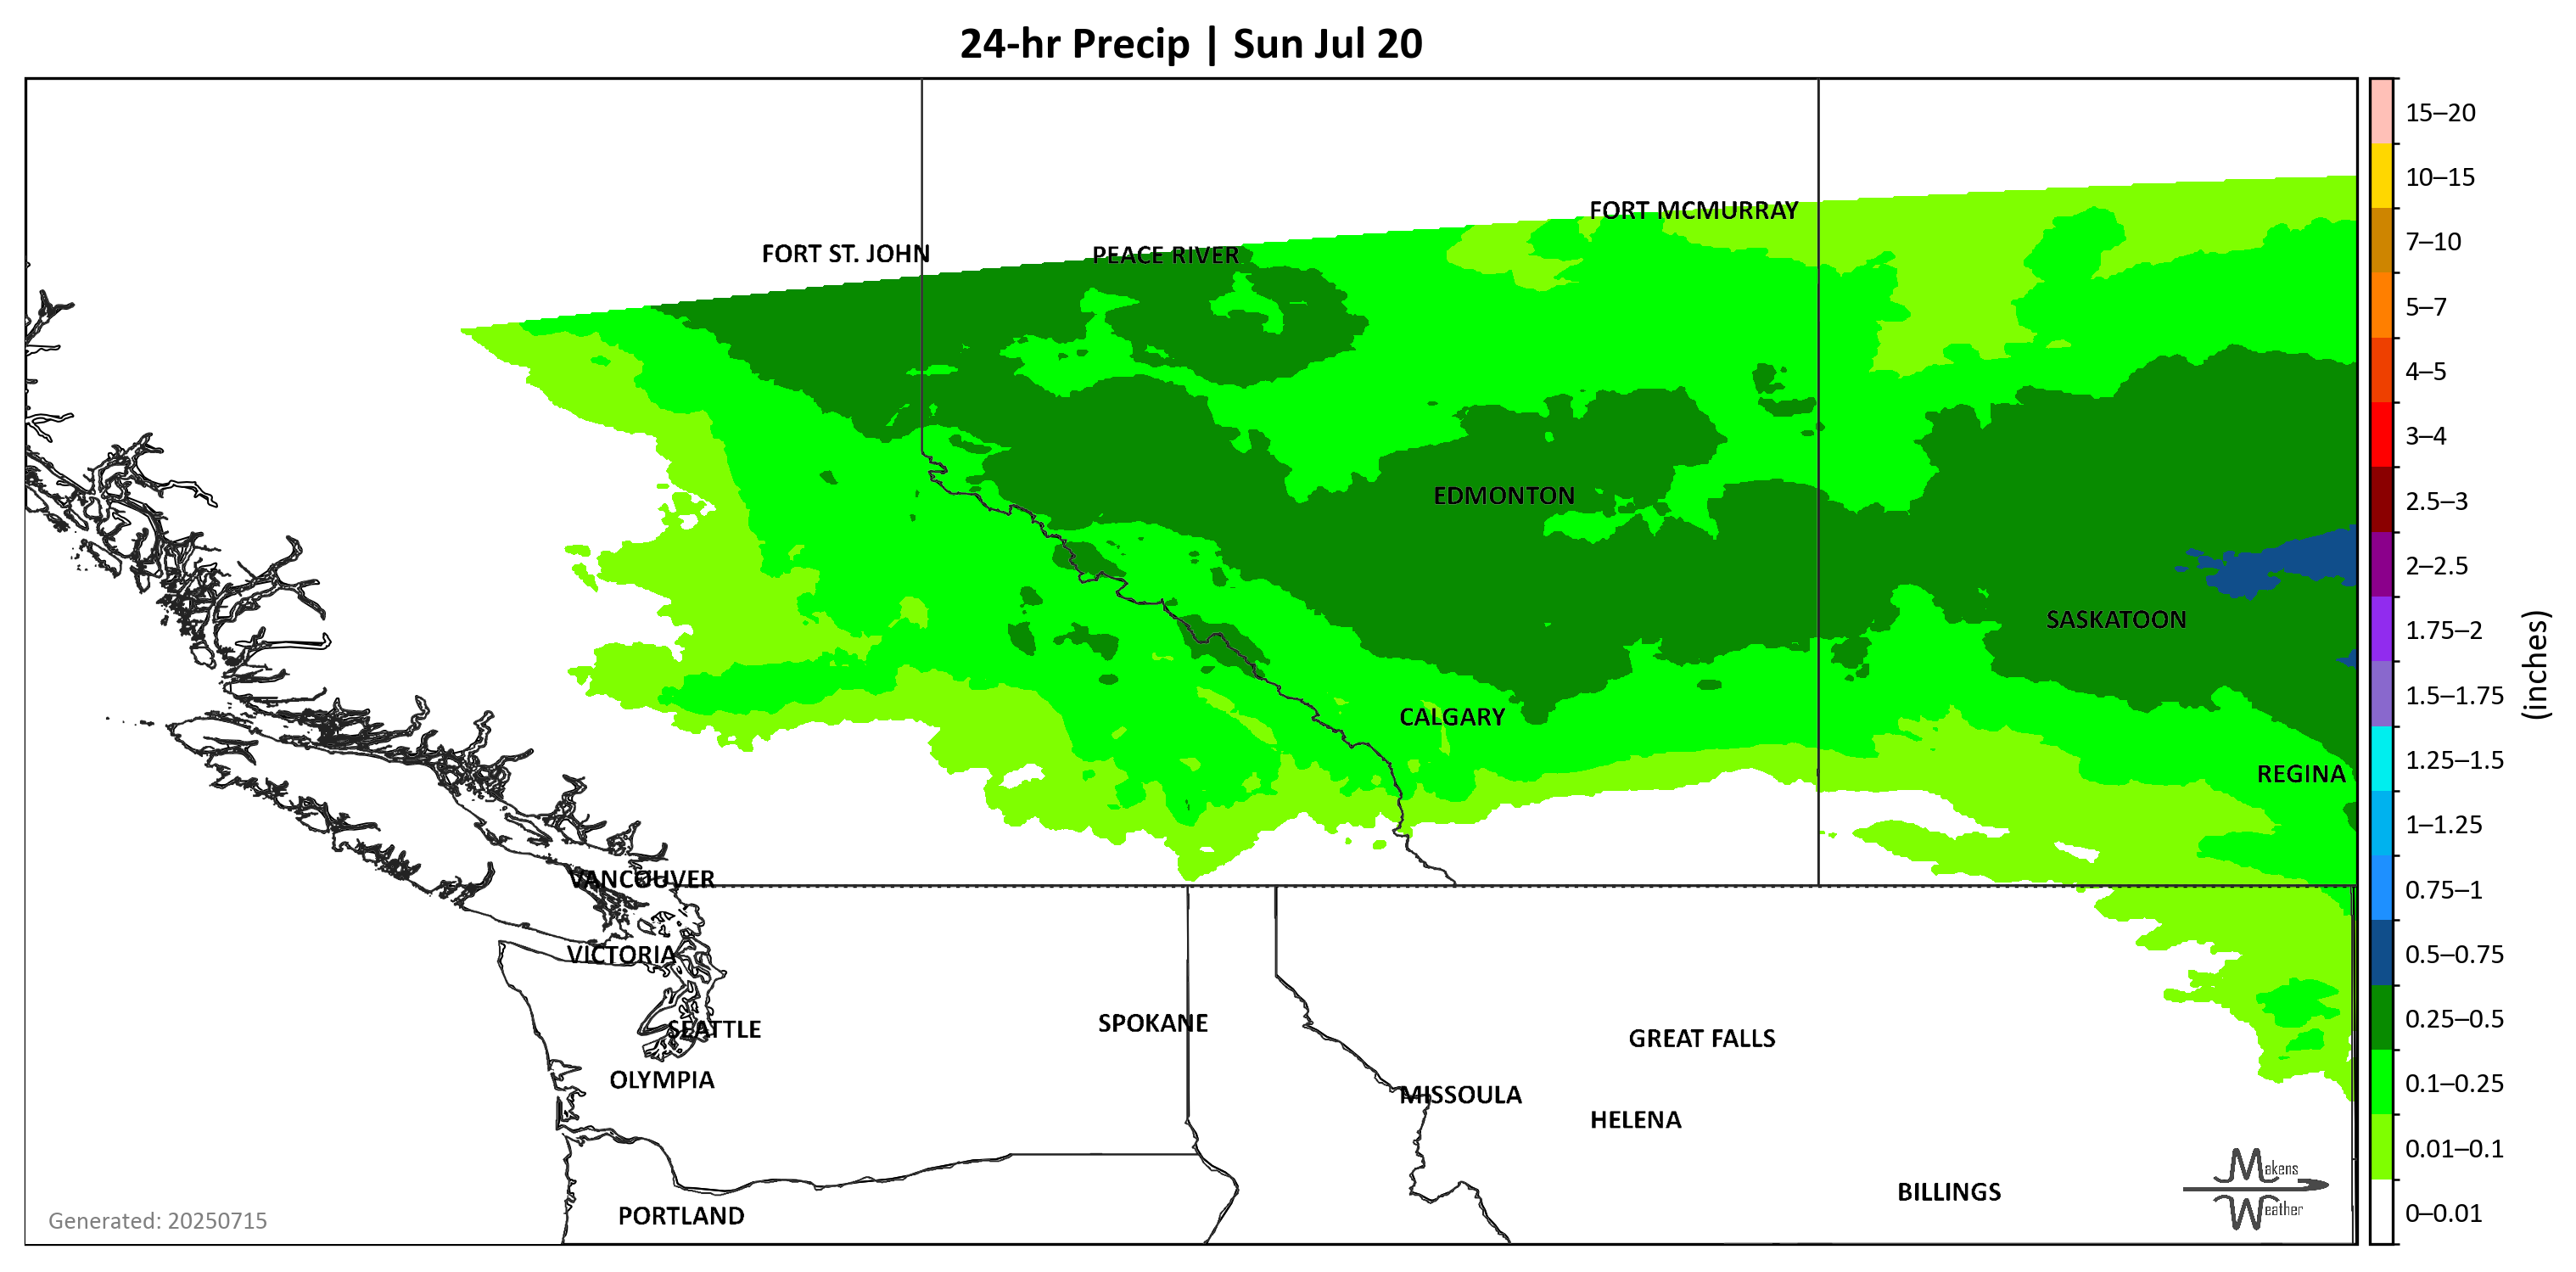 24-hr Precip | Sun Jul 20
FORT MCMURRAY
FORT ST. JOHN
PEACE RIVER
EDMONTON
SASKATOON
CALGARY
REGINA
VANCOUVER
VICTORIA
SPOKANE
SEATTLE
GREAT FALLS
OLYMPIA
MISSOULA
HELENA
BILLINGS
PORTLAND
Generated: 20250715
Makens
Weather
15–20
10–15
7–10
5–7
4–5
3–4
2.5–3
2–2.5
1.75–2
1.5–1.75
1.25–1.5
1–1.25
0.75–1
0.5–0.75
0.25–0.5
0.1–0.25
0.01–0.1
0–0.01
(inches)